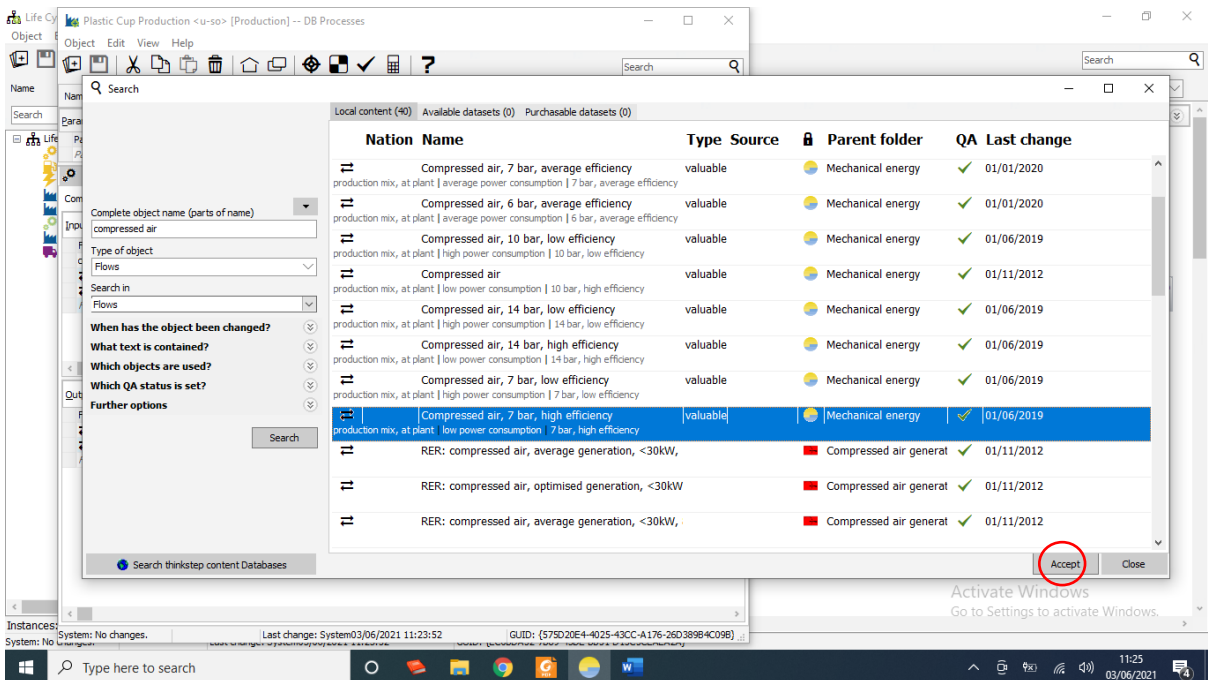 Life Cy
Plastic Cup Production <u-so> [Production] -- DB Processes
Object
Object Edit View Help
Search
Search
Name
Nam
Search
Search
Local content (40) Available datasets (0) Purchasable datasets (0)
Para
Nation Name Type Source Parent folder QA Last change
Life
Pa
Compressed air, 7 bar, average efficiency valuable Mechanical energy 01/01/2020
production mix, at plant | average power consumption | 7 bar, average efficiency
Com
Compressed air, 6 bar, average efficiency valuable Mechanical energy 01/01/2020
production mix, at plant | average power consumption | 6 bar, average efficiency
Complete object name (parts of name)
compressed air
Inpu
Compressed air, 10 bar, low efficiency valuable Mechanical energy 01/06/2019
production mix, at plant | high power consumption | 10 bar, low efficiency
Type of object
Flows
Compressed air valuable Mechanical energy 01/11/2012
production mix, at plant | low power consumption | 10 bar, high efficiency
Search in
Flows
Compressed air, 14 bar, low efficiency valuable Mechanical energy 01/06/2019
production mix, at plant | high power consumption | 14 bar, low efficiency
When has the object been changed?
What text is contained?
Compressed air, 14 bar, high efficiency valuable Mechanical energy 01/06/2019
production mix, at plant | low power consumption | 14 bar, high efficiency
Which objects are used?
Which QA status is set?
Compressed air, 7 bar, low efficiency valuable Mechanical energy 01/06/2019
production mix, at plant | high power consumption | 7 bar, low efficiency
Out
Further options
Compressed air, 7 bar, high efficiency valuable Mechanical energy 01/06/2019
production mix, at plant | low power consumption | 7 bar, high efficiency
Search
RER: compressed air, average generation, <30kW, Compressed air generat 01/11/2012
RER: compressed air, optimised generation, <30kW Compressed air generat 01/11/2012
RER: compressed air, average generation, <30kW, Compressed air generat 01/11/2012
Search thinkstep content Databases
Accept Close
Activate Windows
Go to Settings to activate Windows.
Instances:
System: No changes. Last change: System03/06/2021 11:23:52 GUID: {575D20E4-4025-43CC-A176-26D389B4C09B}
System: No
Type here to search
11:25
03/06/2021
4